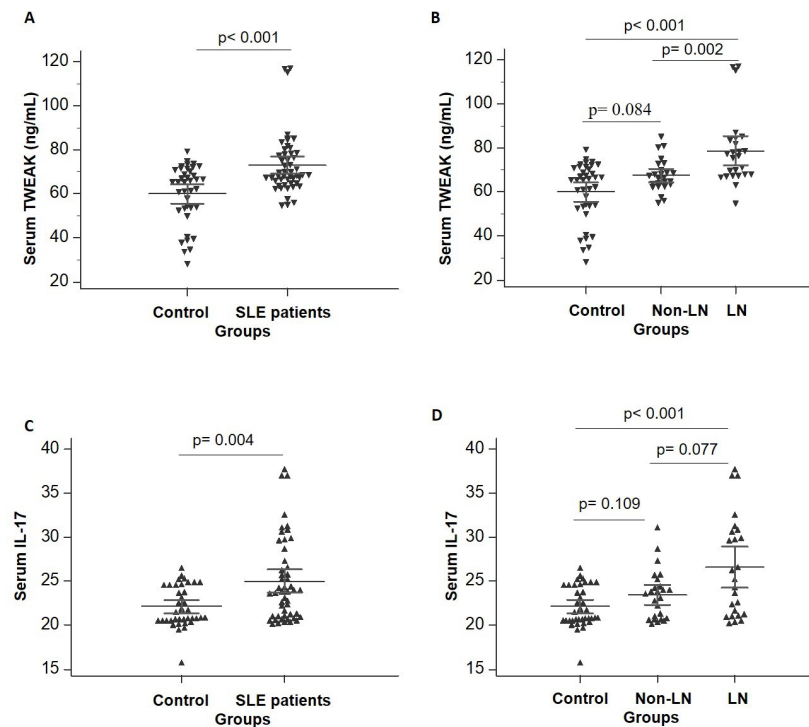 A
p< 0.001
120
100
80
60
40
20
Serum TWEAK (ng/mL)
Control SLE patients
Groups
B
p< 0.001
p= 0.002
p= 0.084
120
100
80
60
40
20
Serum TWEAK (ng/mL)
Control Non-LN LN
Groups
C
p= 0.004
40
35
30
25
20
15
Serum IL-17
Control SLE patients
Groups
D
p< 0.001
p= 0.077
p= 0.109
40
35
30
25
20
15
Serum IL-17
Control Non-LN LN
Groups